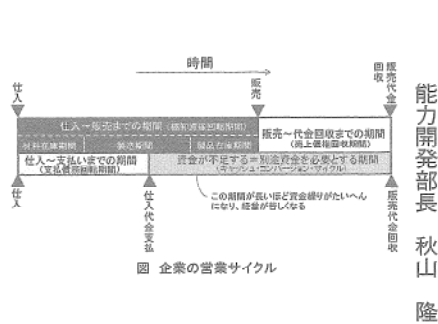 時間
仕入
販売
販売代金
回収
仕入～販売までの期間(棚卸資産回転期間)
材料在庫期間
製造期間
製品在庫期間
販売～代金回収までの期間
(売上債権回収期間)
仕入～支払いまでの期間
(支払債務回転期間)
資金が不足する＝別途資金を必要とする期間
(キャッシュ・コンバージョン・サイクル)
仕入
仕入代金支払
この期間が長いほど資金繰りがたいへん
になり、経営が苦しくなる
販売代金回収
図 企業の営業サイクル
能力開発部長 秋山 隆